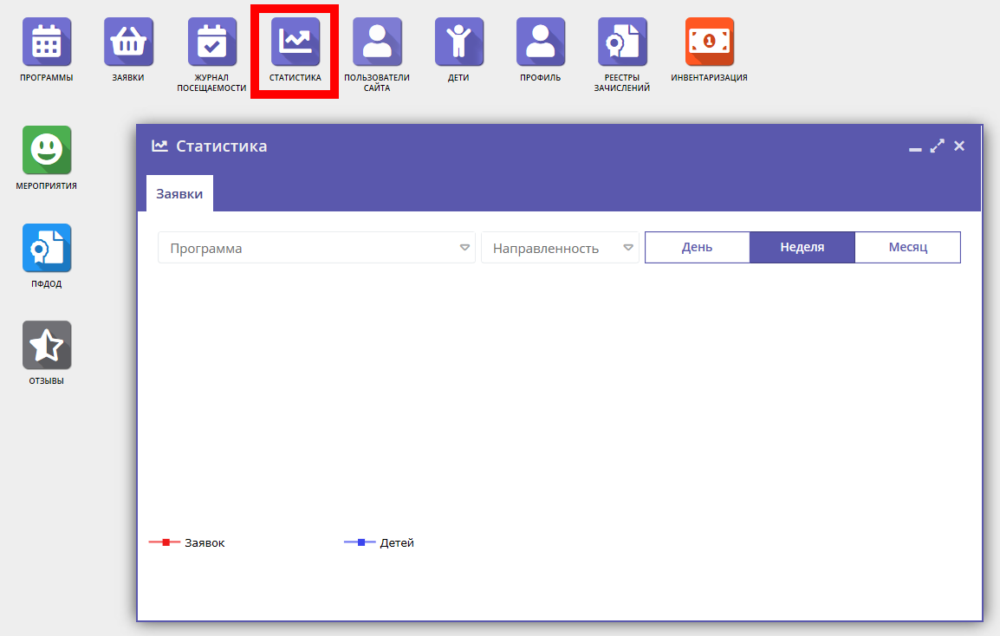 ПРОГРАММЫ
ЗАЯВКИ
ЖУРНАЛ
ПОСЕЩАЕМОСТИ
СТАТИСТИКА
ПОЛЬЗОВАТЕЛИ
САЙТА
ДЕТИ
ПРОФИЛЬ
РЕЕСТРЫ
ЗАЧИСЛЕНИЙ
1
ИНВЕНТАРИЗАЦИЯ
МЕРОПРИЯТИЯ
ПФДОД
ОТЗЫВЫ
Статистика
Заявки
Программа
Направленность
День
Неделя
Месяц
Заявок
Детей